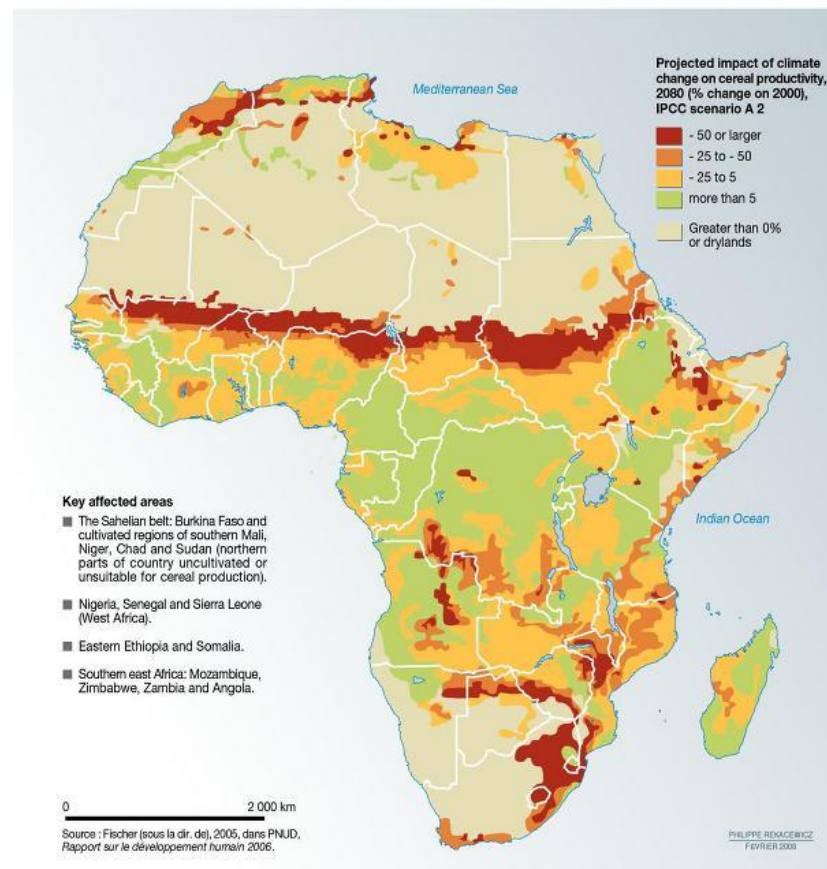 Mediterranean Sea
Projected impact of climate
change on cereal productivity,
2080 (% change on 2000),
IPCC scenario A 2
- 50 or larger
- 25 to - 50
- 25 to 5
more than 5
Greater than 0%
or drylands
Indian Ocean
Key affected areas
The Sahelian belt: Burkina Faso and
cultivated regions of southern Mali,
Niger, Chad and Sudan (northern
parts of country uncultivated or
unsuitable for cereal production).
Nigeria, Senegal and Sierra Leone
(West Africa).
Eastern Ethiopia and Somalia.
Southern east Africa: Mozambique,
Zimbabwe, Zambia and Angola.
0 2 000 km
Source : Fischer (sous la dir. de), 2005, dans PNUD,
Rapport sur le développement humain 2006.
PHILIPPE REKACEWICZ
FÉVRIER 2008